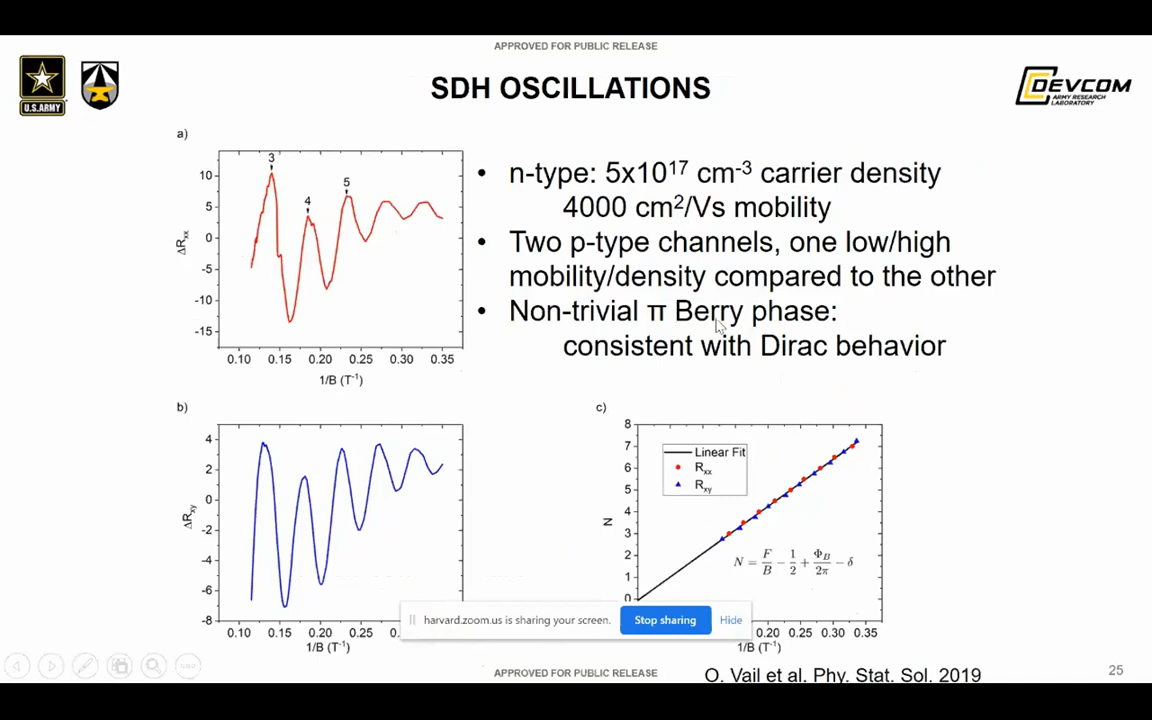 APPROVED FOR PUBLIC RELEASE
U.S.ARMY
SDH OSCILLATIONS
DEVCOM
ARMY RESEARCH
LABORATORY
a)
3
4
5
10
5
0
-5
-10
-15
ΔRxx
0.10 0.15 0.20 0.25 0.30 0.35
1/B (T⁻¹)
• n-type: 5x10¹⁷ cm⁻³ carrier density
4000 cm²/Vs mobility
• Two p-type channels, one low/high
mobility/density compared to the other
• Non-trivial π Berry phase:
consistent with Dirac behavior
b)
4
2
0
-2
-4
-6
-8
ΔRxy
0.10 0.15 0.20 0.25 0.30
1/B (T⁻¹)
c)
8
7
6
5
4
3
2
1
0
N
Linear Fit
Rxx
Rxy
N = F/B − 1/2 + Φ_B/2π − δ
0.20 0.25 0.30 0.35
1/B (T⁻¹)
harvard.zoom.us is sharing your screen. Stop sharing Hide
APPROVED FOR PUBLIC RELEASE
O. Vail et al. Phy. Stat. Sol. 2019
25